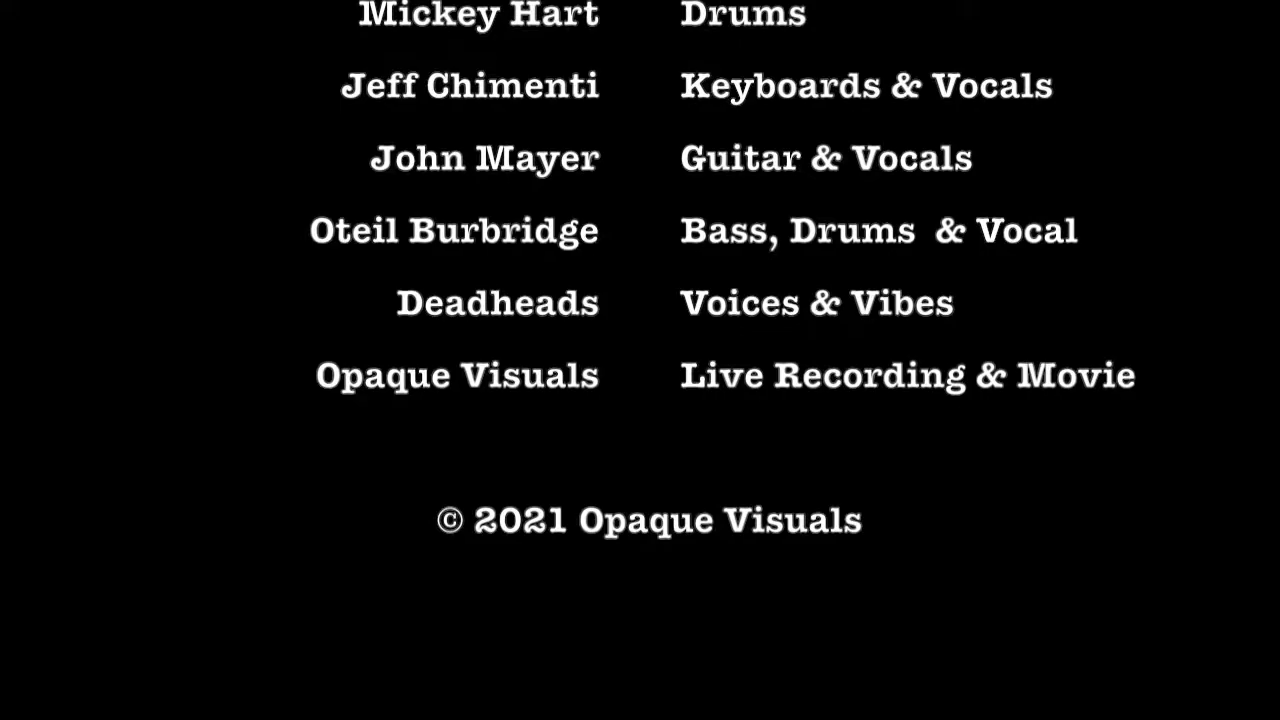 Mickey Hart Drums
Jeff Chimenti Keyboards & Vocals
John Mayer Guitar & Vocals
Oteil Burbridge Bass, Drums  & Vocal
Deadheads Voices & Vibes
Opaque Visuals Live Recording & Movie
© 2021 Opaque Visuals